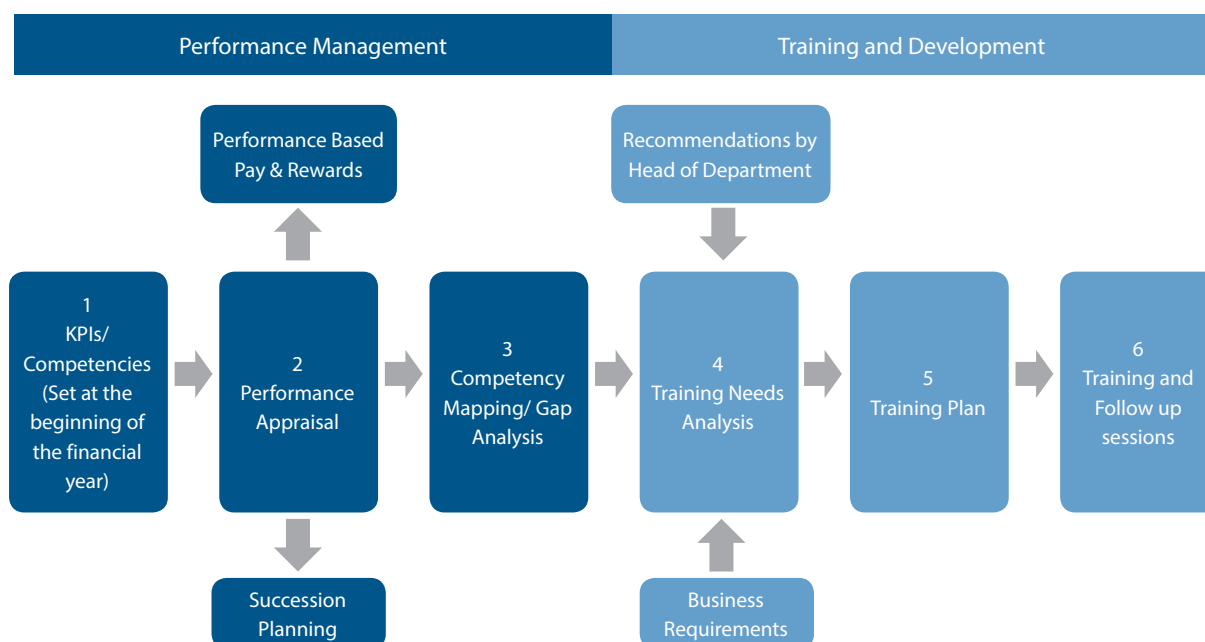 Performance Management
Training and Development
Performance Based
Pay & Rewards
Recommendations by
Head of Department
1
KPIs/
Competencies
(Set at the
beginning of
the financial
year)
2
Performance
Appraisal
3
Competency
Mapping/ Gap
Analysis
4
Training Needs
Analysis
5
Training Plan
6
Training and
Follow up
sessions
Succession
Planning
Business
Requirements